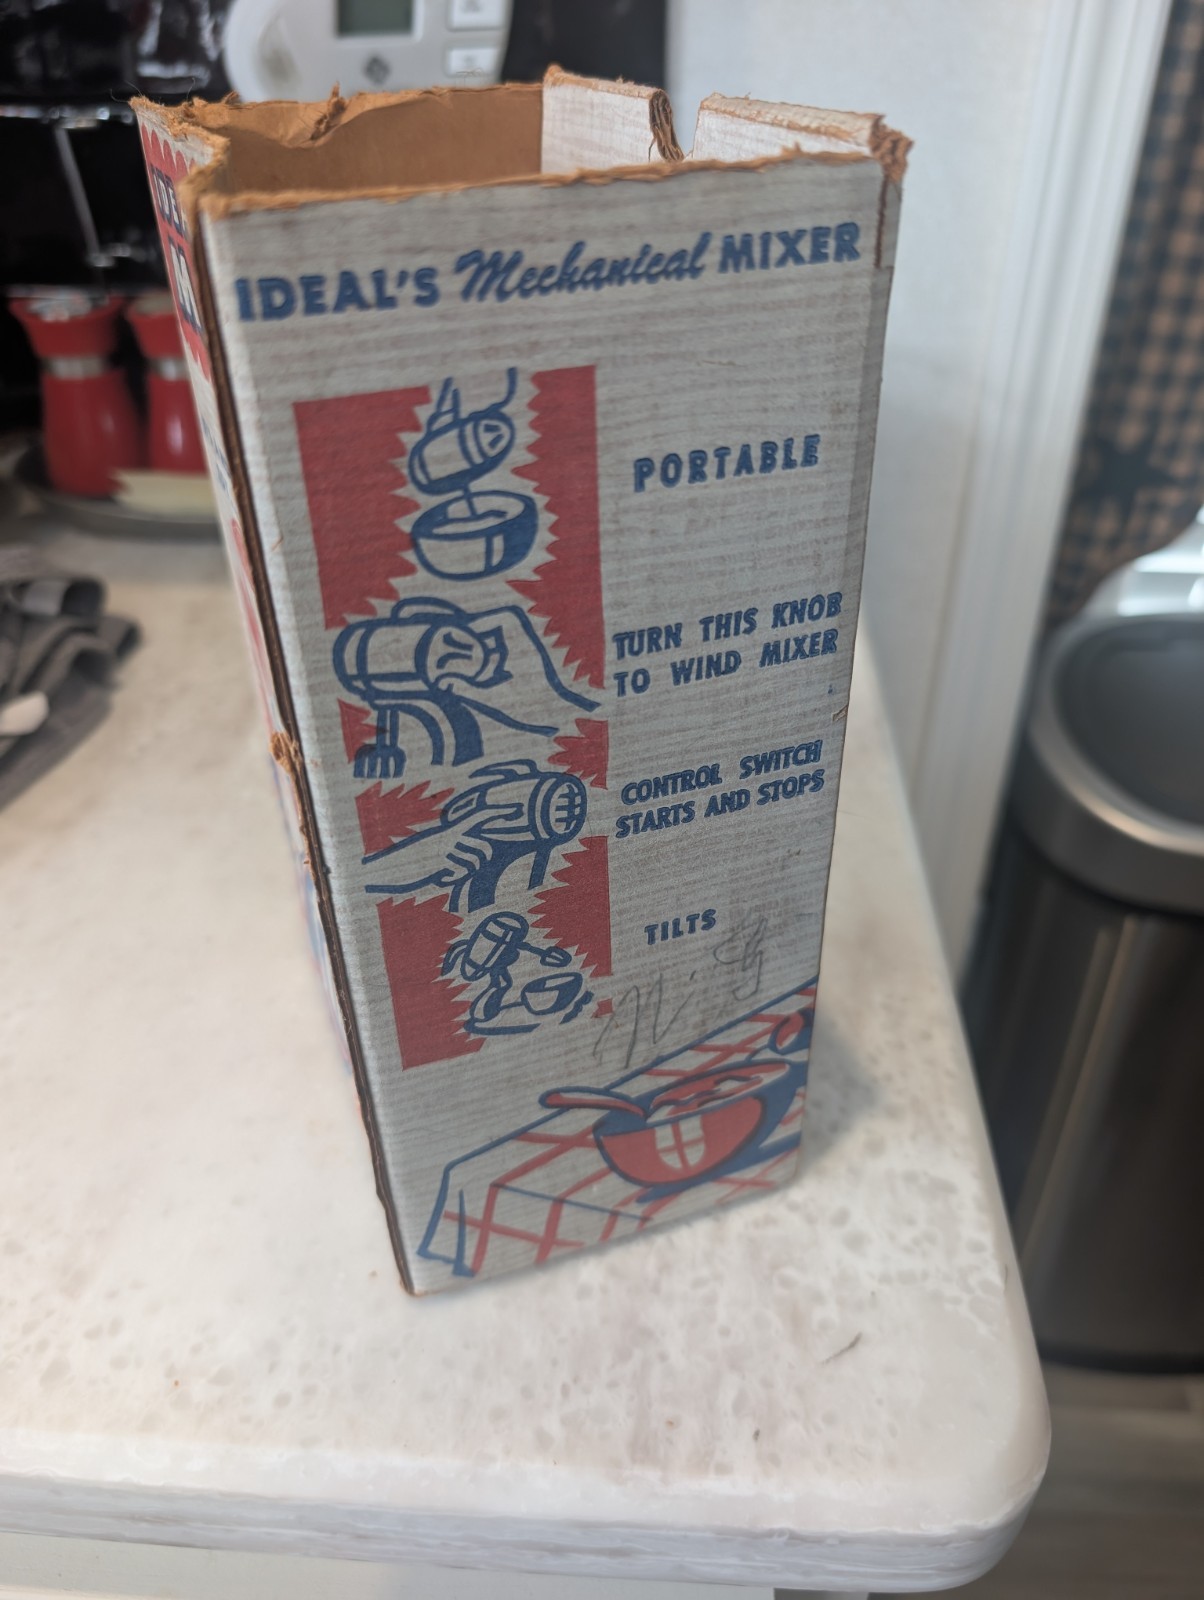 IDEAL'S Mechanical MIXER
PORTABLE
TURN THIS KNOB
TO WIND MIXER
CONTROL SWITCH
STARTS AND STOPS
TILTS